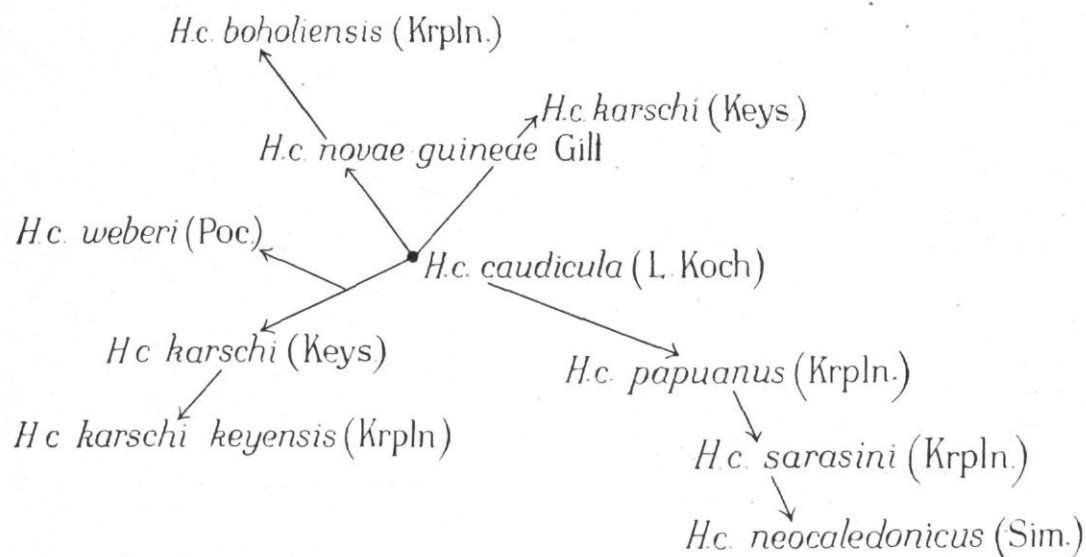 H.c. boholiensis (Krpln.)
H.c. karschi (Keys.)
H.c. novae guineae Gill
H.c. weberi (Poc.)
H.c. caudicula (L. Koch)
H c karschi (Keys.)
H.c. papuanus (Krpln.)
H c karschi keyensis (Krpln)
H.c. sarasini (Krpln.)
H.c. neocaledonicus (Sim.)